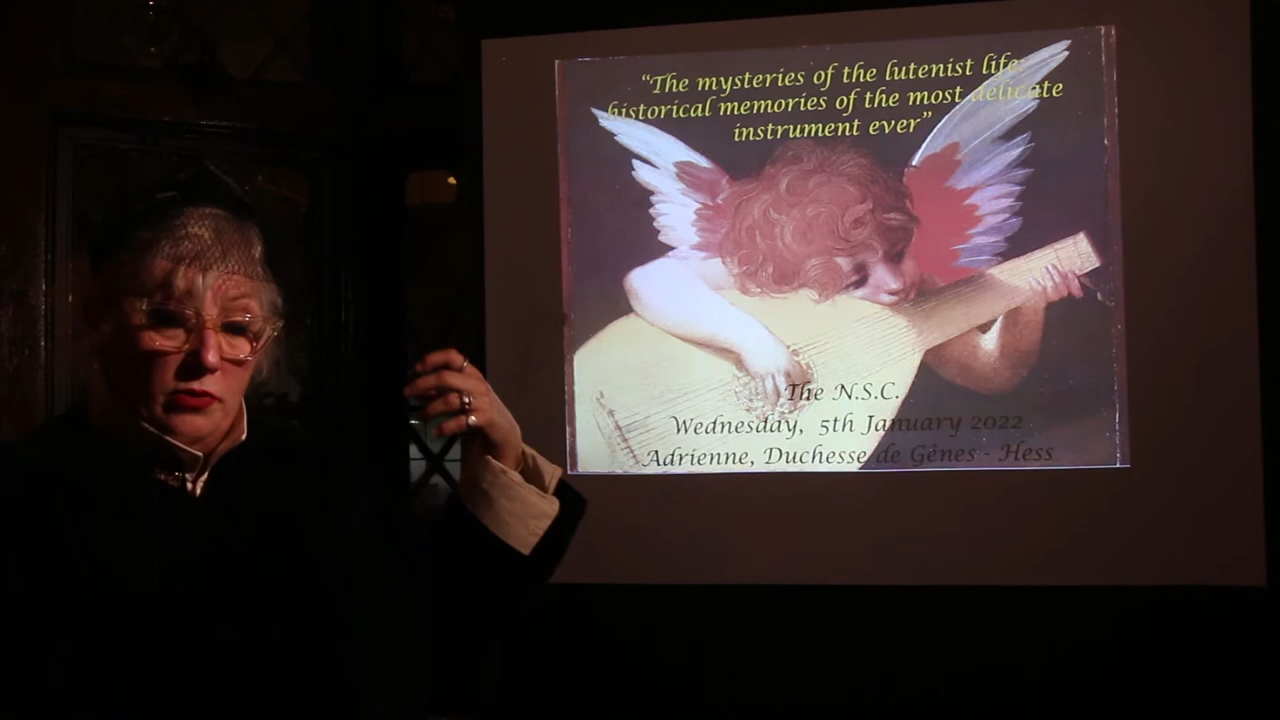 "The mysteries of the lutenist life:
historical memories of the most delicate
instrument ever"
The N.S.C.
Wednesday, 5th January 2022
Adrienne, Duchesse de Gênes - Hess